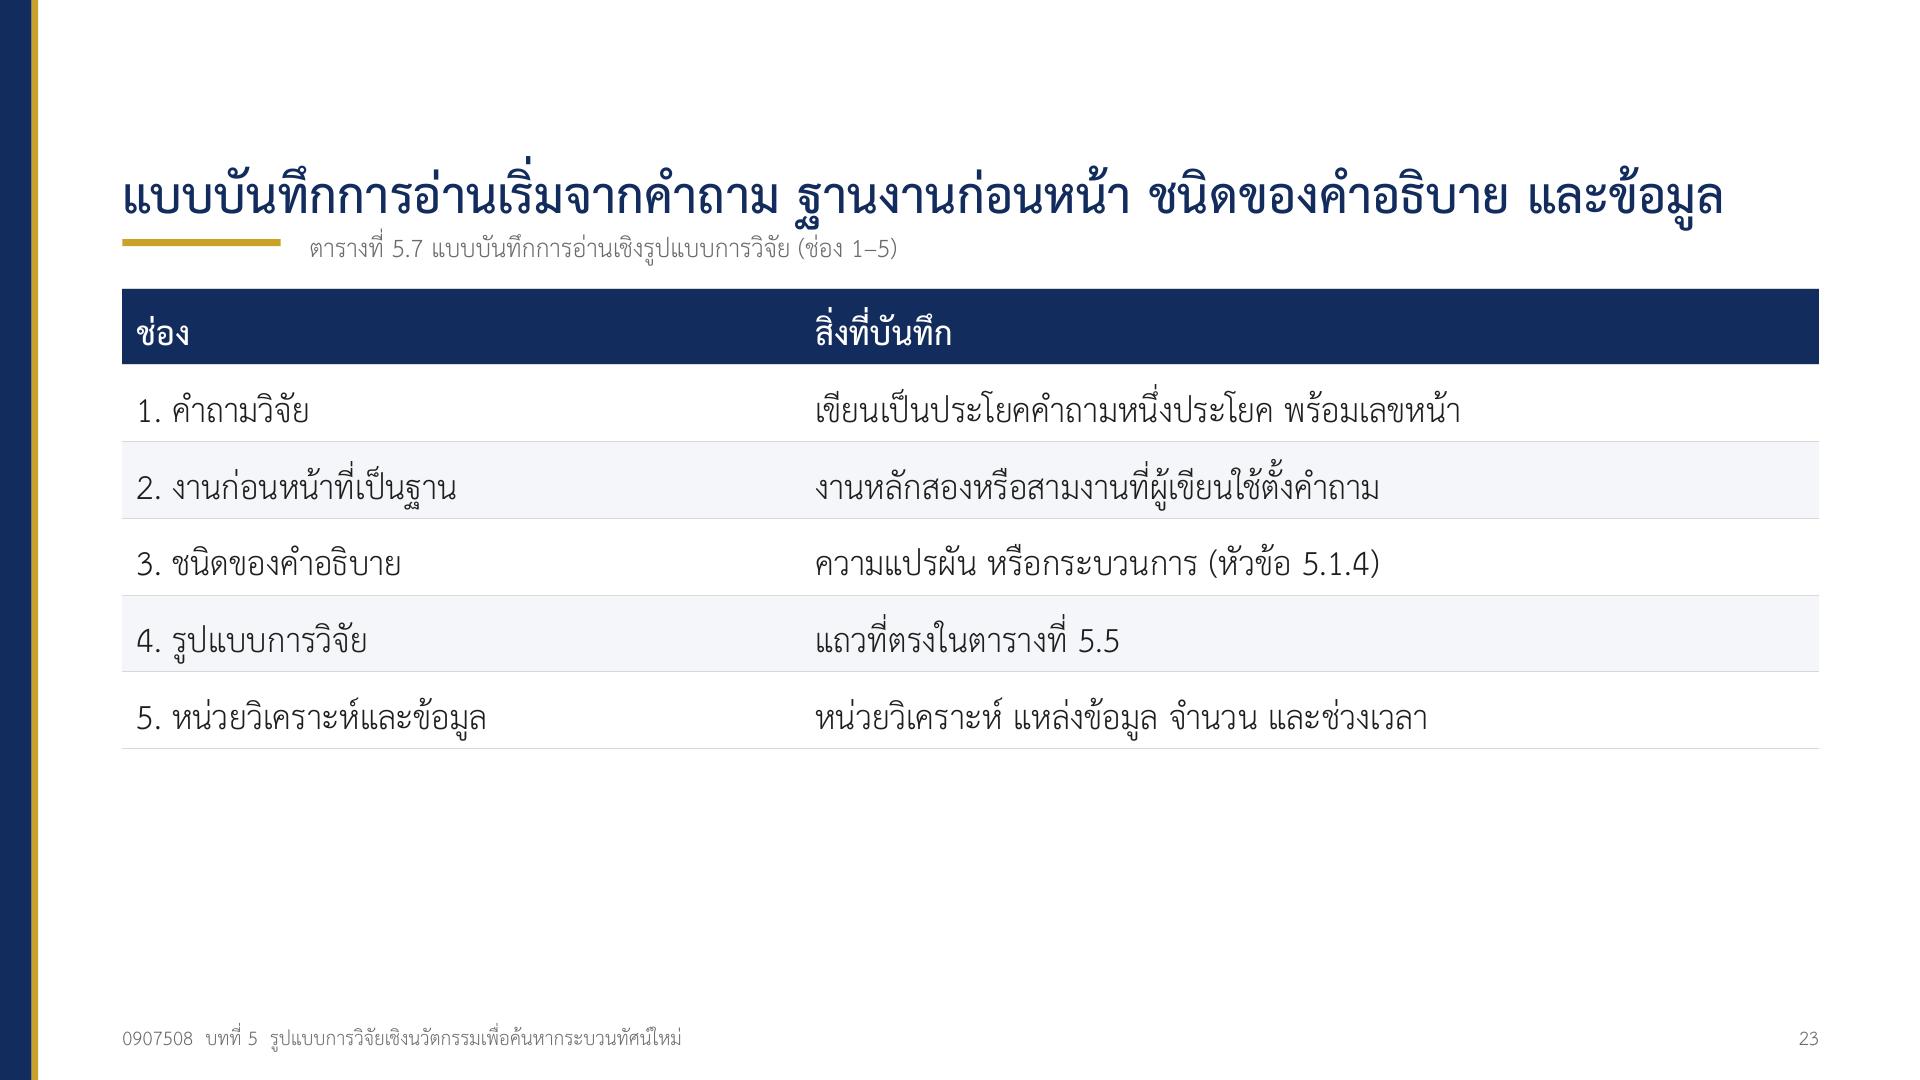 แบบบันทึกการอ่านเริ่มจากคำถาม ฐานงานก่อนหน้า ชนิดของคำอธิบาย และข้อมูล
ตารางที่ 5.7 แบบบันทึกการอ่านเชิงรูปแบบการวิจัย (ช่อง 1–5)
ช่อง สิ่งที่บันทึก
1. คำถามวิจัย เขียนเป็นประโยคคำถามหนึ่งประโยค พร้อมเลขหน้า
2. งานก่อนหน้าที่เป็นฐาน งานหลักสองหรือสามงานที่ผู้เขียนใช้ตั้งคำถาม
3. ชนิดของคำอธิบาย ความแปรผัน หรือกระบวนการ (หัวข้อ 5.1.4)
4. รูปแบบการวิจัย แถวที่ตรงในตารางที่ 5.5
5. หน่วยวิเคราะห์และข้อมูล หน่วยวิเคราะห์ แหล่งข้อมูล จำนวน และช่วงเวลา
0907508 บทที่ 5 รูปแบบการวิจัยเชิงนวัตกรรมเพื่อค้นหากระบวนทัศน์ใหม่ 23